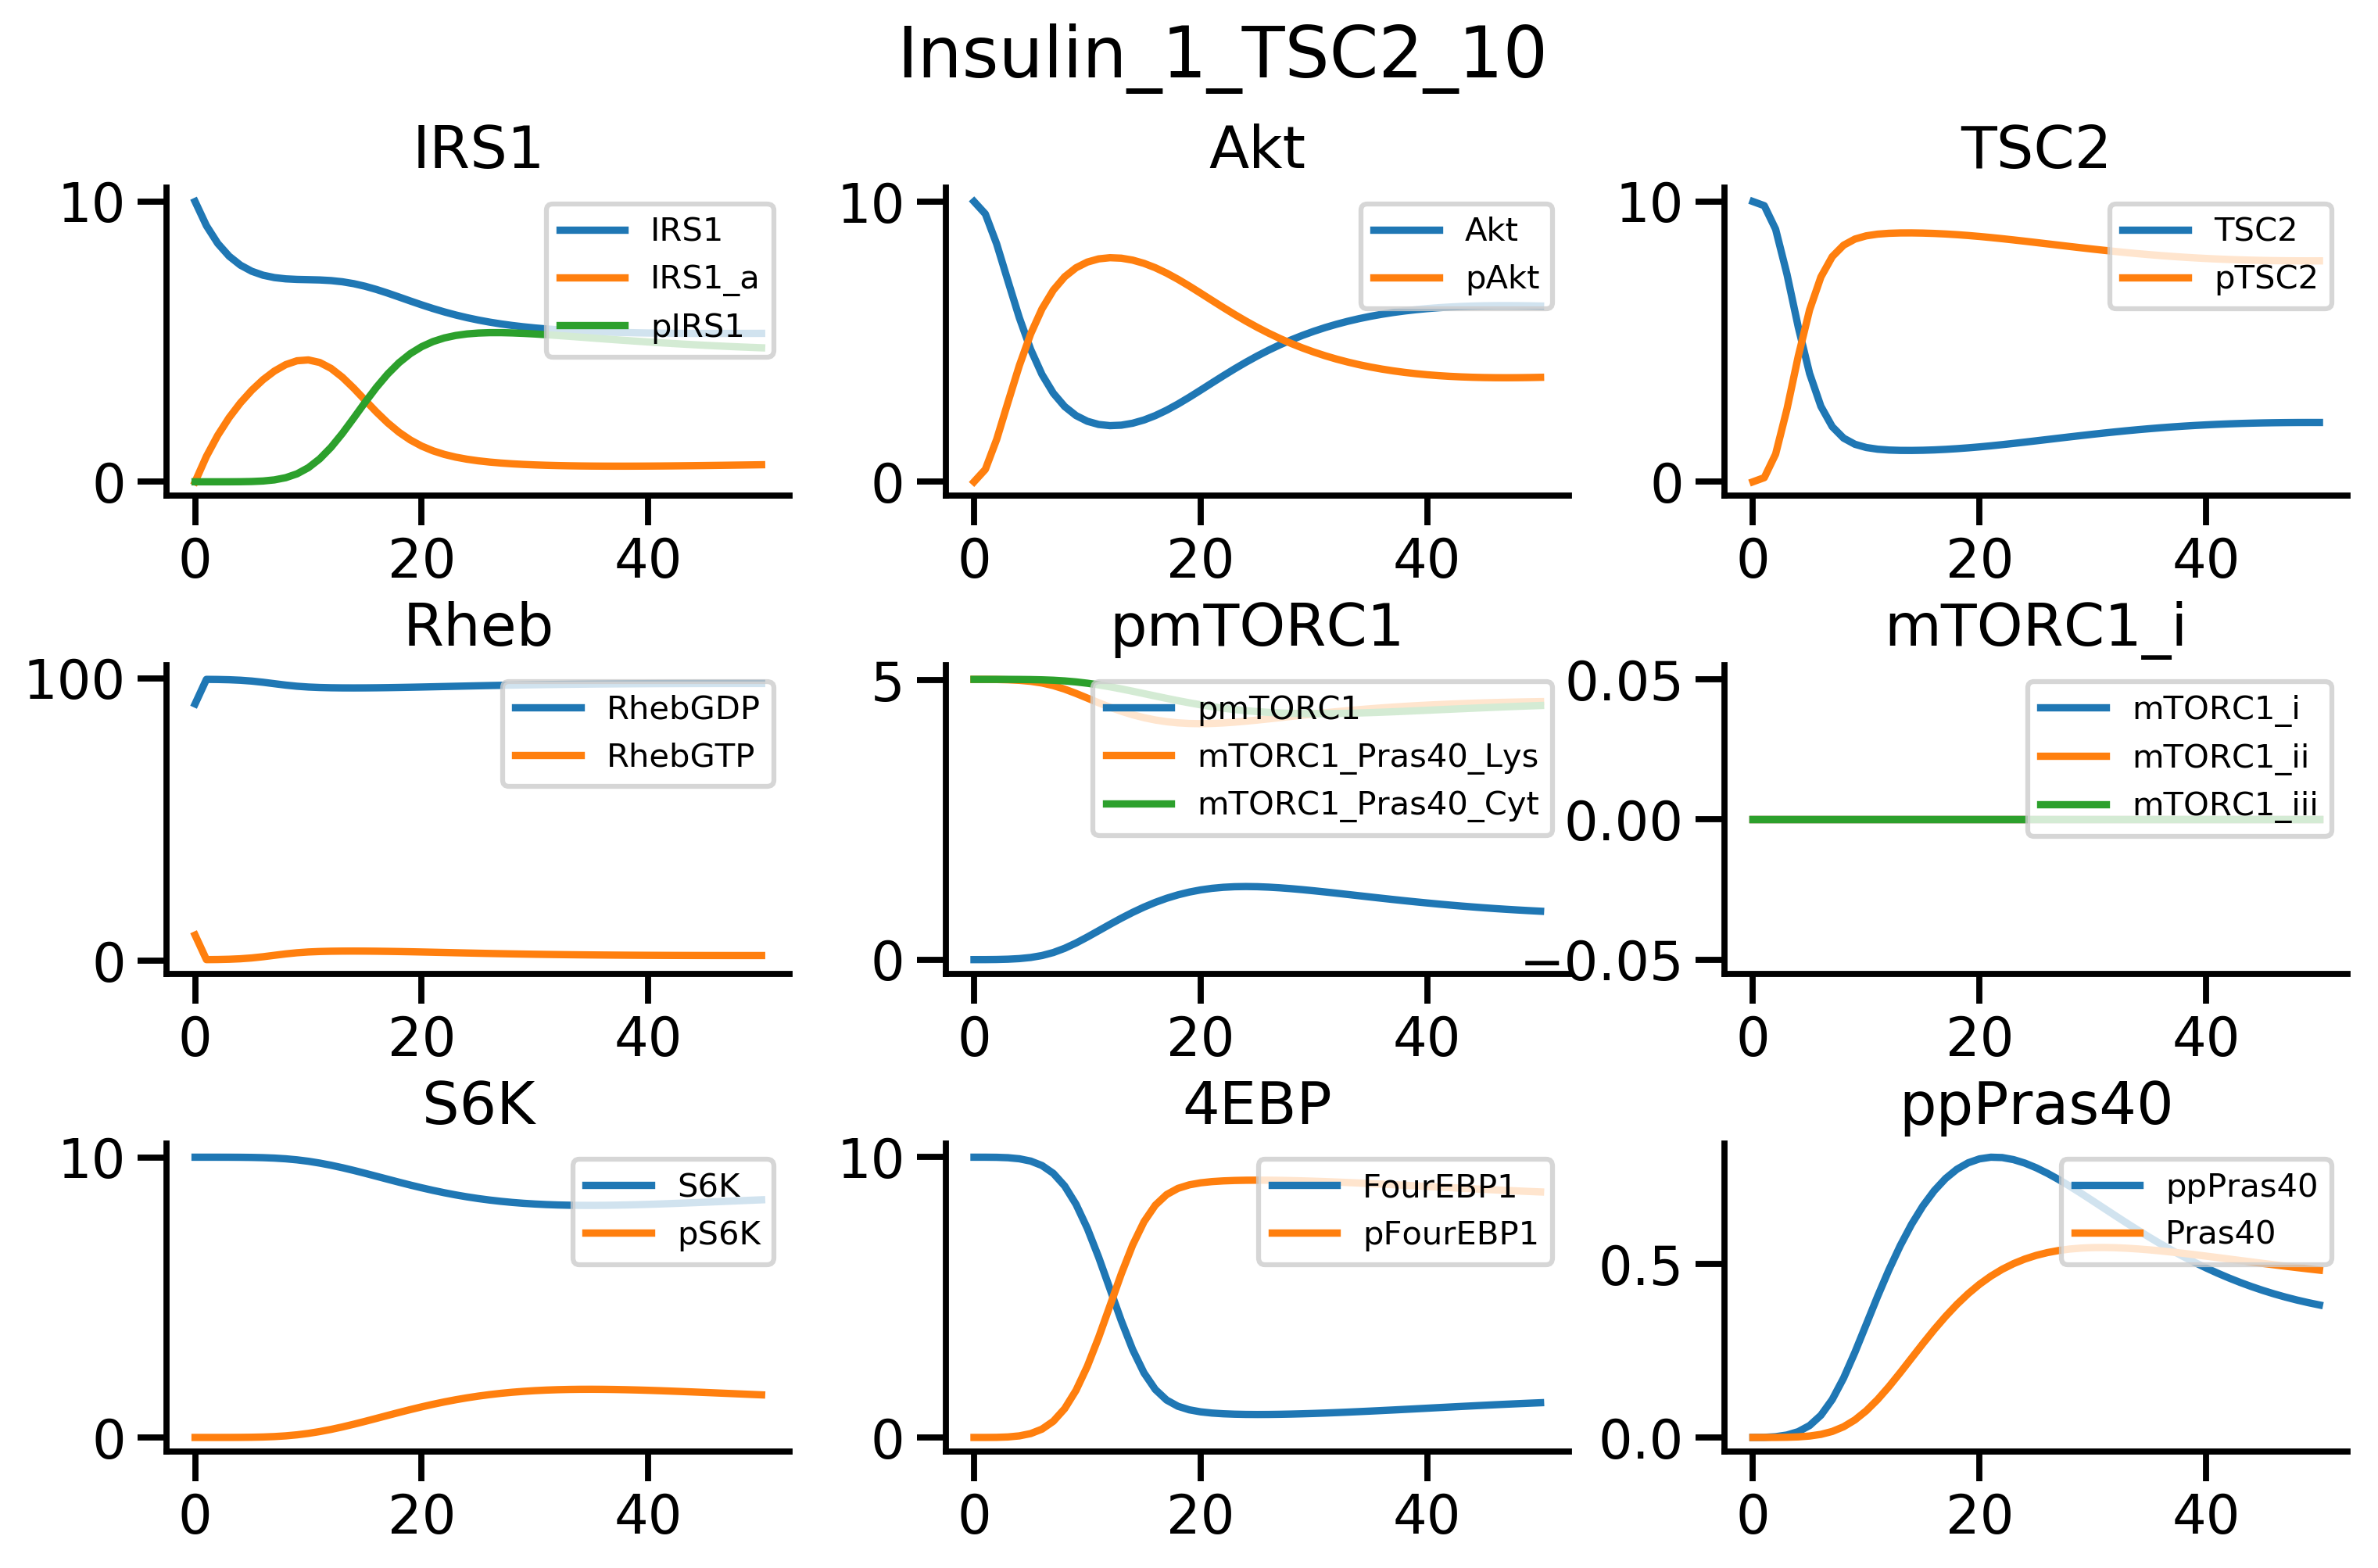 Insulin_1_TSC2_10
IRS1
10
0
0 20 40
IRS1
IRS1_a
pIRS1
Akt
10
0
0 20 40
Akt
pAkt
TSC2
10
0
0 20 40
TSC2
pTSC2
Rheb
100
0
0 20 40
RhebGDP
RhebGTP
pmTORC1
5
0
0 20 40
pmTORC1
mTORC1_Pras40_Lys
mTORC1_Pras40_Cyt
mTORC1_i
0.05
0.00
−0.05
0 20 40
mTORC1_i
mTORC1_ii
mTORC1_iii
S6K
10
0
0 20 40
S6K
pS6K
4EBP
10
0
0 20 40
FourEBP1
pFourEBP1
ppPras40
0.5
0.0
0 20 40
ppPras40
Pras40